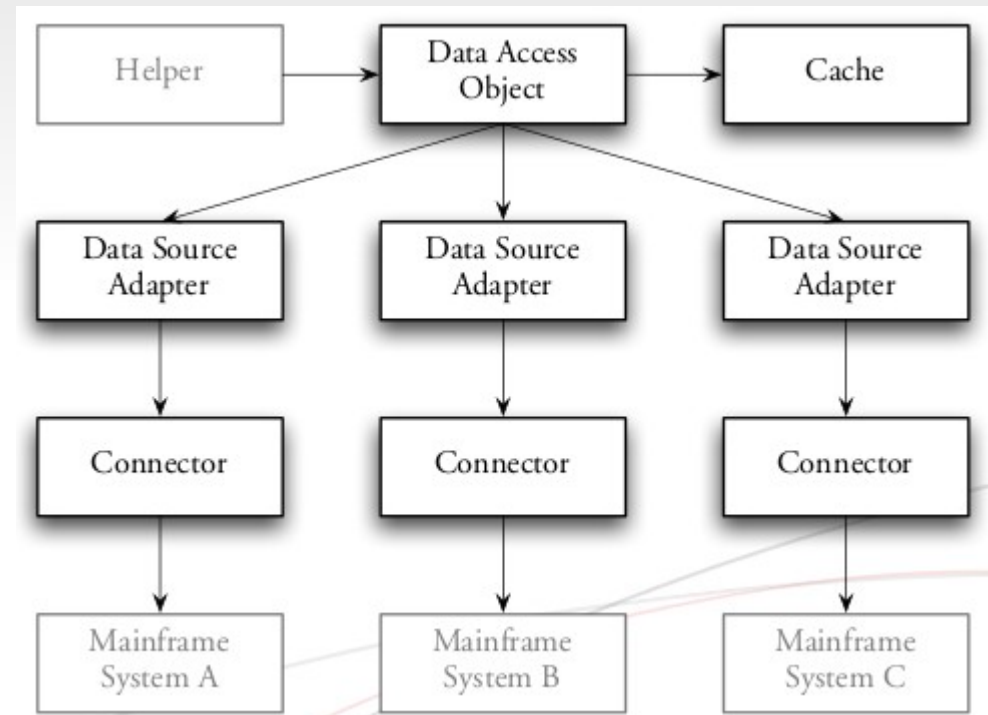 Helper
Data Access
Object
Cache
Data Source
Adapter
Data Source
Adapter
Data Source
Adapter
Connector
Connector
Connector
Mainframe
System A
Mainframe
System B
Mainframe
System C